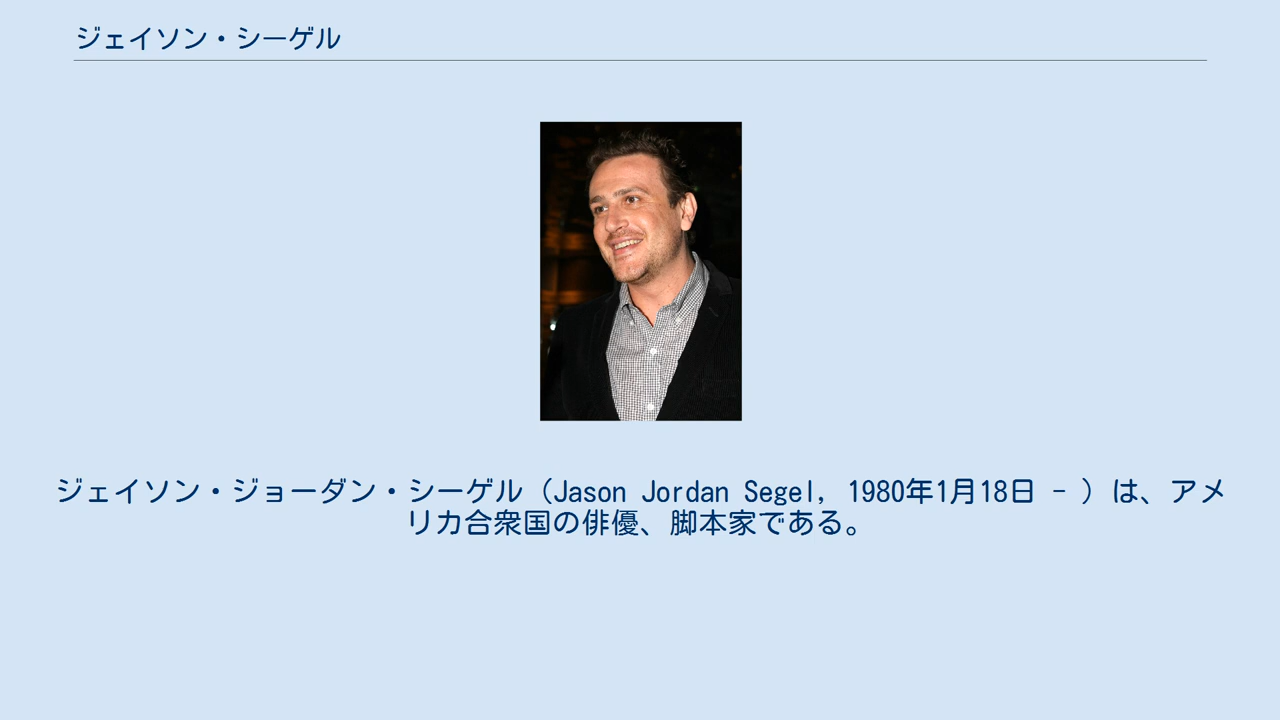 ジェイソン・シーゲル
ジェイソン・ジョーダン・シーゲル（Jason Jordan Segel, 1980年1月18日 - ）は、アメ
リカ合衆国の俳優、脚本家である。